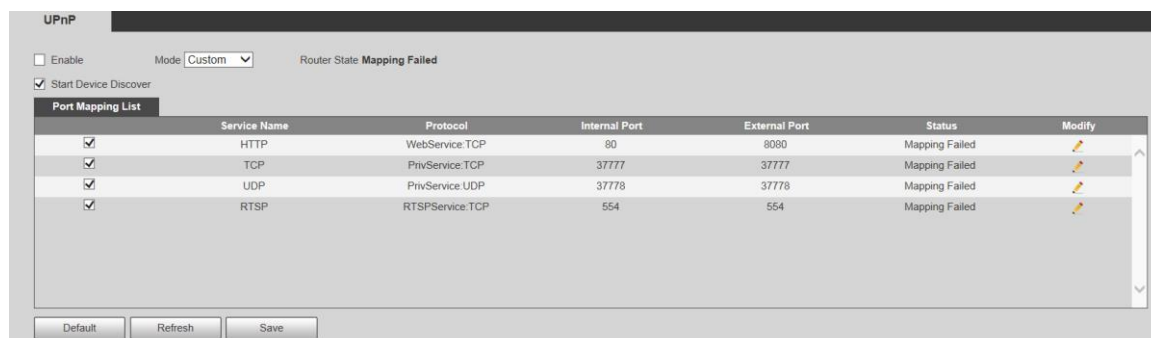 UPnP
Enable Mode Custom Router State Mapping Failed
Start Device Discover
Port Mapping List
Service Name Protocol Internal Port External Port Status Modify
HTTP WebService:TCP 80 8080 Mapping Failed
TCP PrivService:TCP 37777 37777 Mapping Failed
UDP PrivService:UDP 37778 37778 Mapping Failed
RTSP RTSPService:TCP 554 554 Mapping Failed
Default Refresh Save